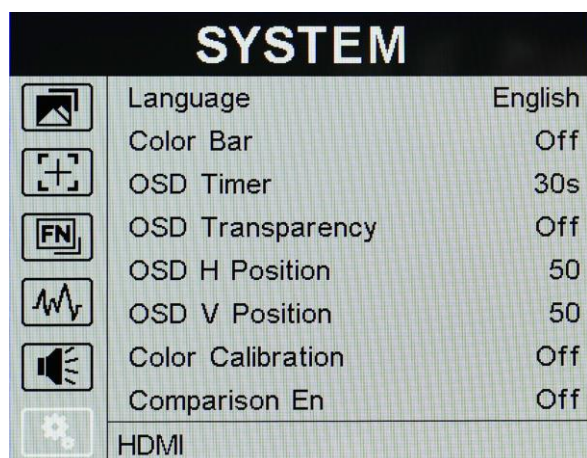 SYSTEM
Language English
Color Bar Off
OSD Timer 30s
OSD Transparency Off
FN
OSD H Position 50
OSD V Position 50
Color Calibration Off
Comparison En Off
HDMI